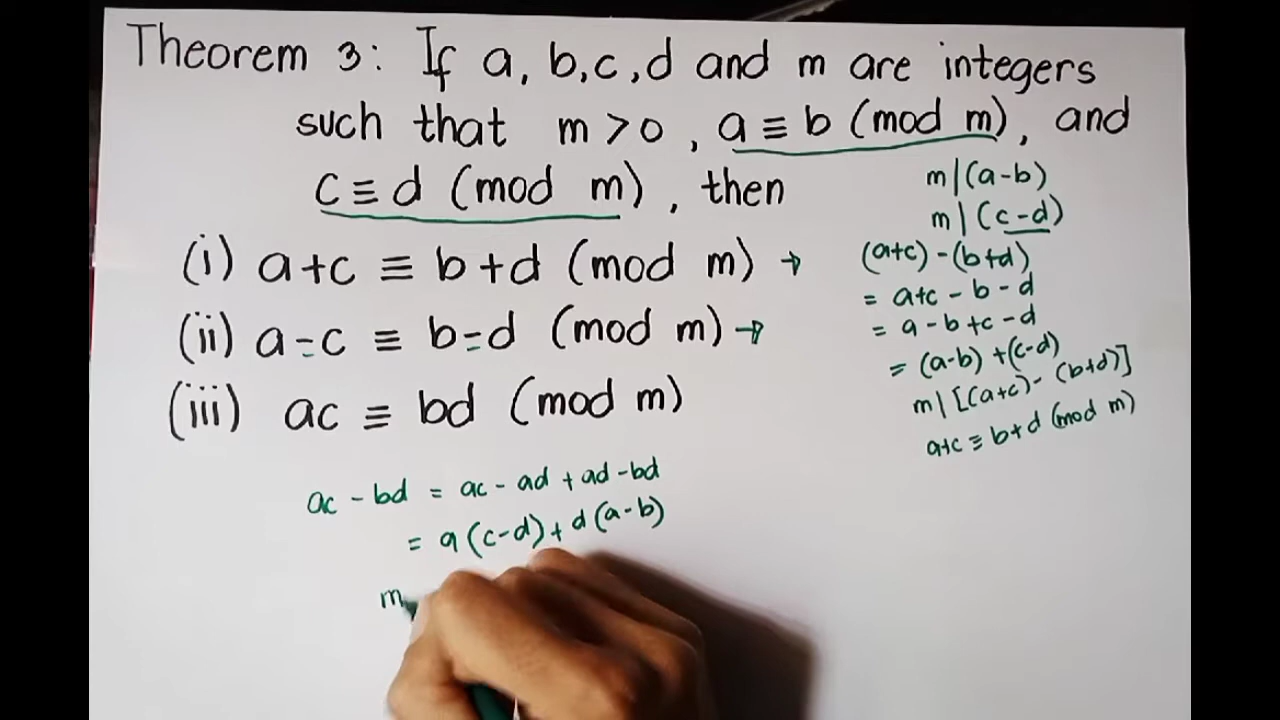 Theorem 3: If a, b, c, d and m are integers
such that m > 0, a ≡ b (mod m), and
c ≡ d (mod m), then
(i) a+c ≡ b+d (mod m) →
(ii) a-c ≡ b-d (mod m) →
(iii) ac ≡ bd (mod m)
m|(a-b)
m|(c-d)
(a+c)-(b+d)
= a+c-b-d
= a-b+c-d
= (a-b)+(c-d)
m|[(a+c)-(b+d)]
a+c ≡ b+d (mod m)
ac - bd = ac - ad + ad - bd
= a(c-d)+d(a-b)
m